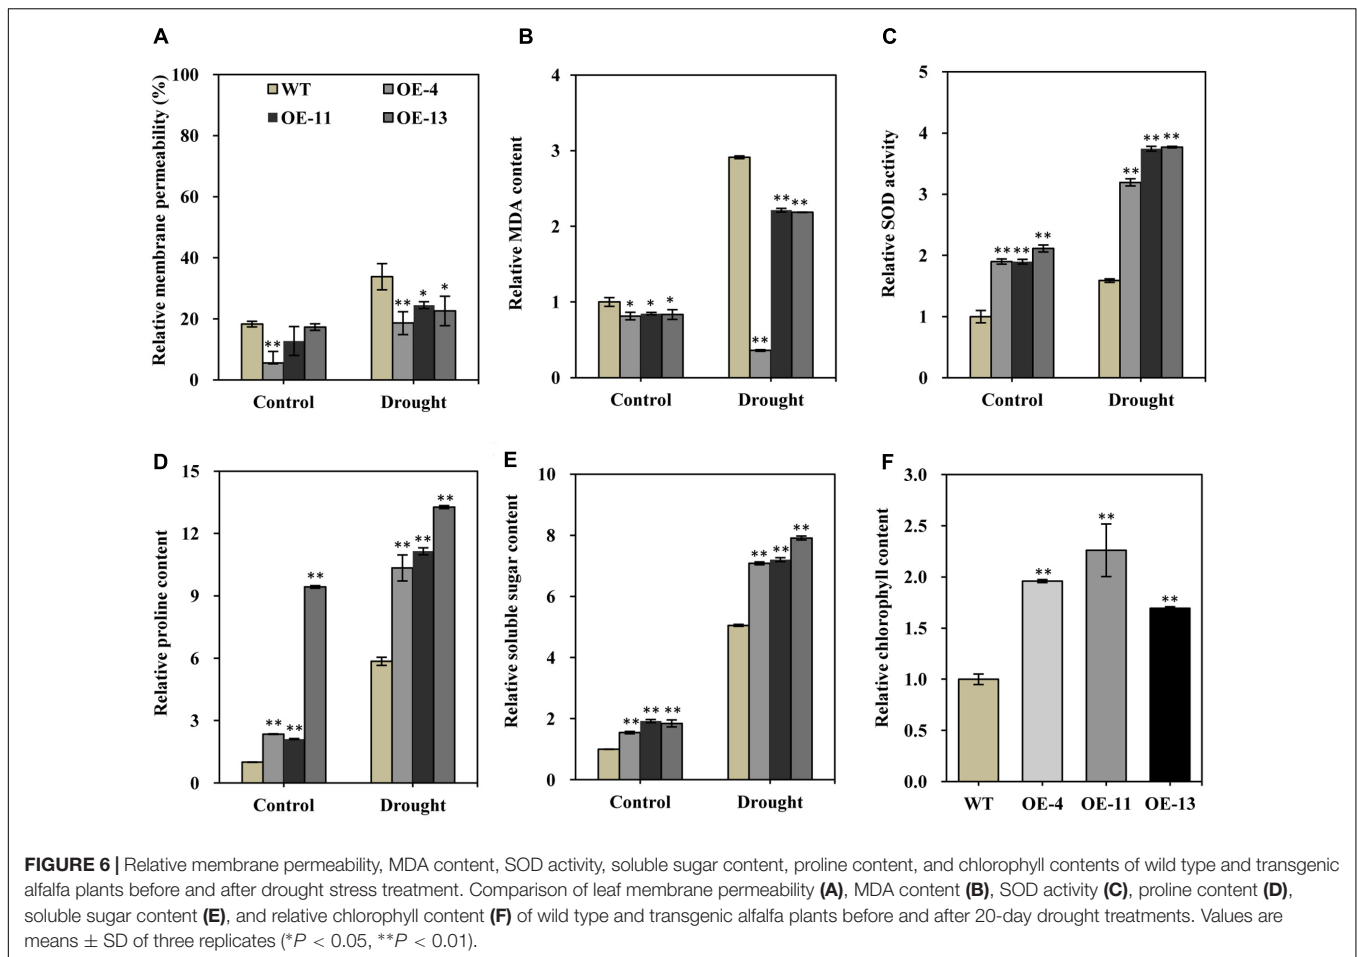 A
Relative membrane permeability (%)
100
80
60
40
20
0
WT
OE-4
OE-11
OE-13
**
**
*
*
Control
Drought
B
Relative MDA content
4
3
2
1
0
*
*
*
**
**
**
Control
Drought
C
Relative SOD activity
5
4
3
2
1
0
**
**
**
**
**
**
Control
Drought
D
Relative proline content
15
12
9
6
3
0
**
**
**
**
**
**
Control
Drought
E
Relative soluble sugar content
10
8
6
4
2
0
**
**
**
**
**
**
Control
Drought
F
Relative chlorophyll content
3.0
2.5
2.0
1.5
1.0
0.5
0.0
**
**
**
WT
OE-4
OE-11
OE-13
FIGURE 6 | Relative membrane permeability, MDA content, SOD activity, soluble sugar content, proline content, and chlorophyll contents of wild type and transgenic
alfalfa plants before and after drought stress treatment. Comparison of leaf membrane permeability (A), MDA content (B), SOD activity (C), proline content (D),
soluble sugar content (E), and relative chlorophyll content (F) of wild type and transgenic alfalfa plants before and after 20-day drought treatments. Values are
means ± SD of three replicates (*P < 0.05, **P < 0.01).